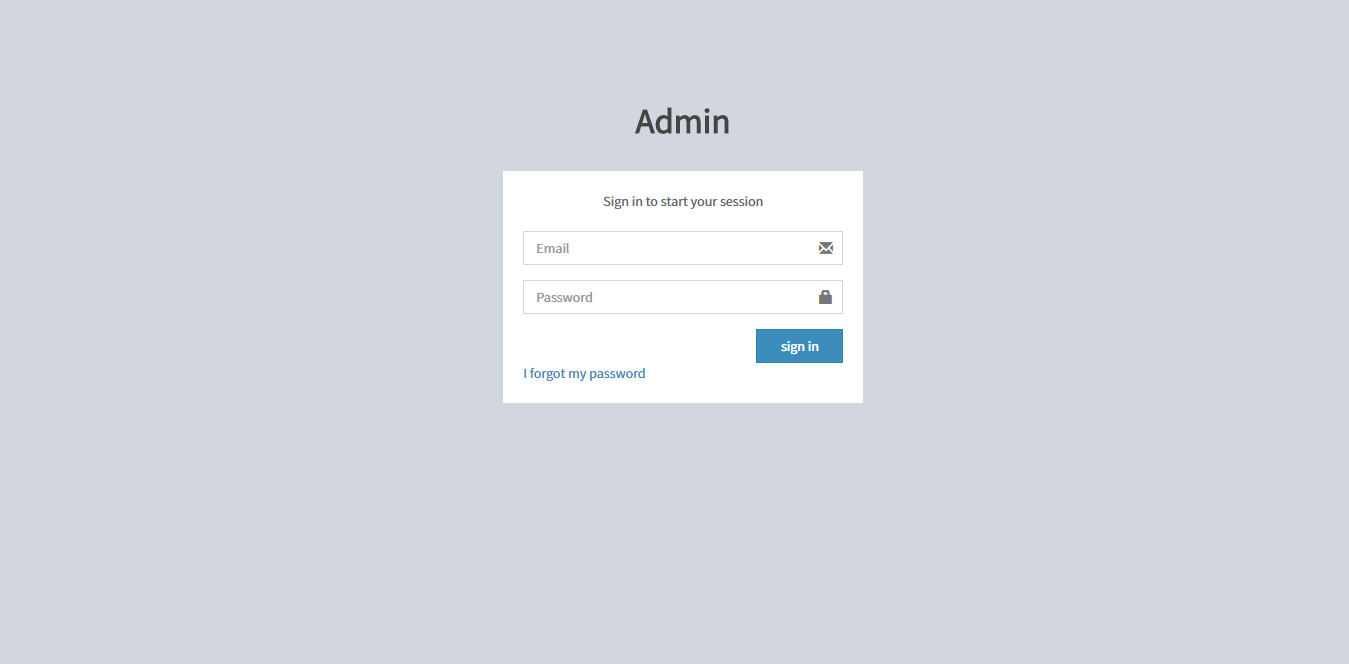 Admin
Sign in to start your session
Email
Password
sign in
I forgot my password